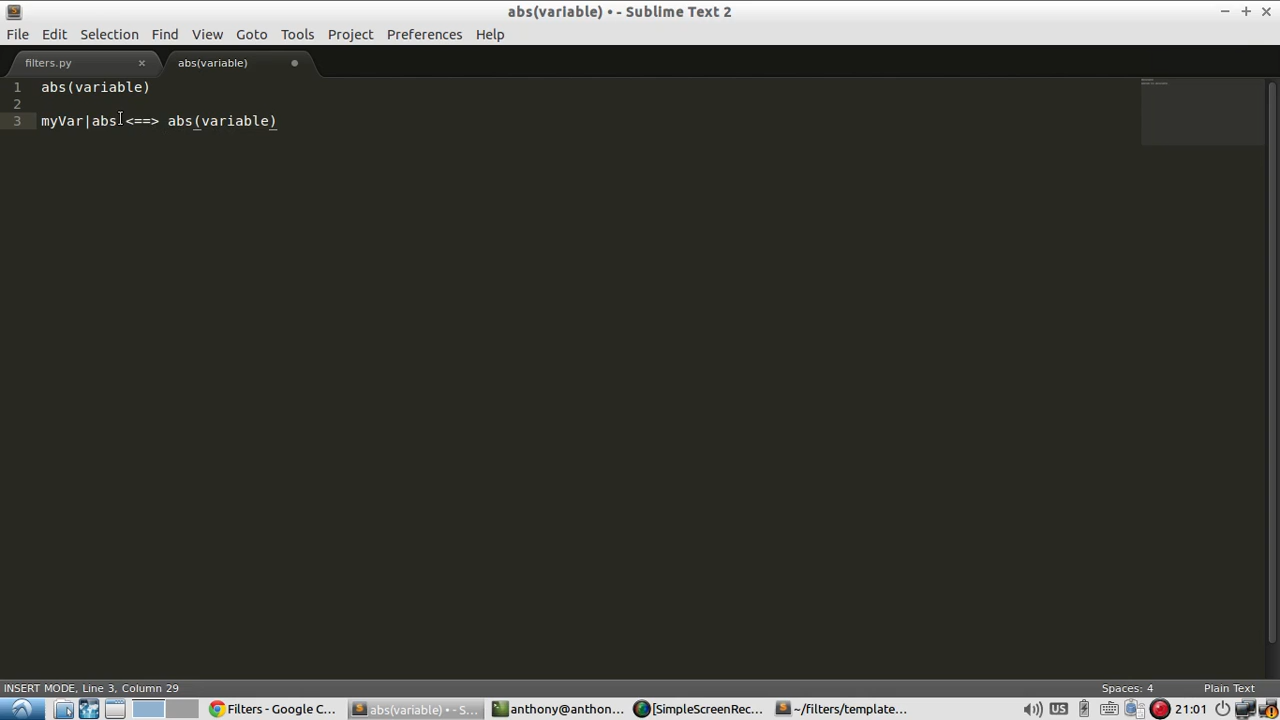 abs(variable) • - Sublime Text 2
File Edit Selection Find View Goto Tools Project Preferences Help
filters.py × abs(variable)
1 abs(variable)
2
3 myVar|abs <==> abs(variable)
INSERT MODE, Line 3, Column 29 Spaces: 4 Plain Text
Filters - Google C... abs(variable) • - S... anthony@anthon... [SimpleScreenRec... ~/filters/template... US 21:01